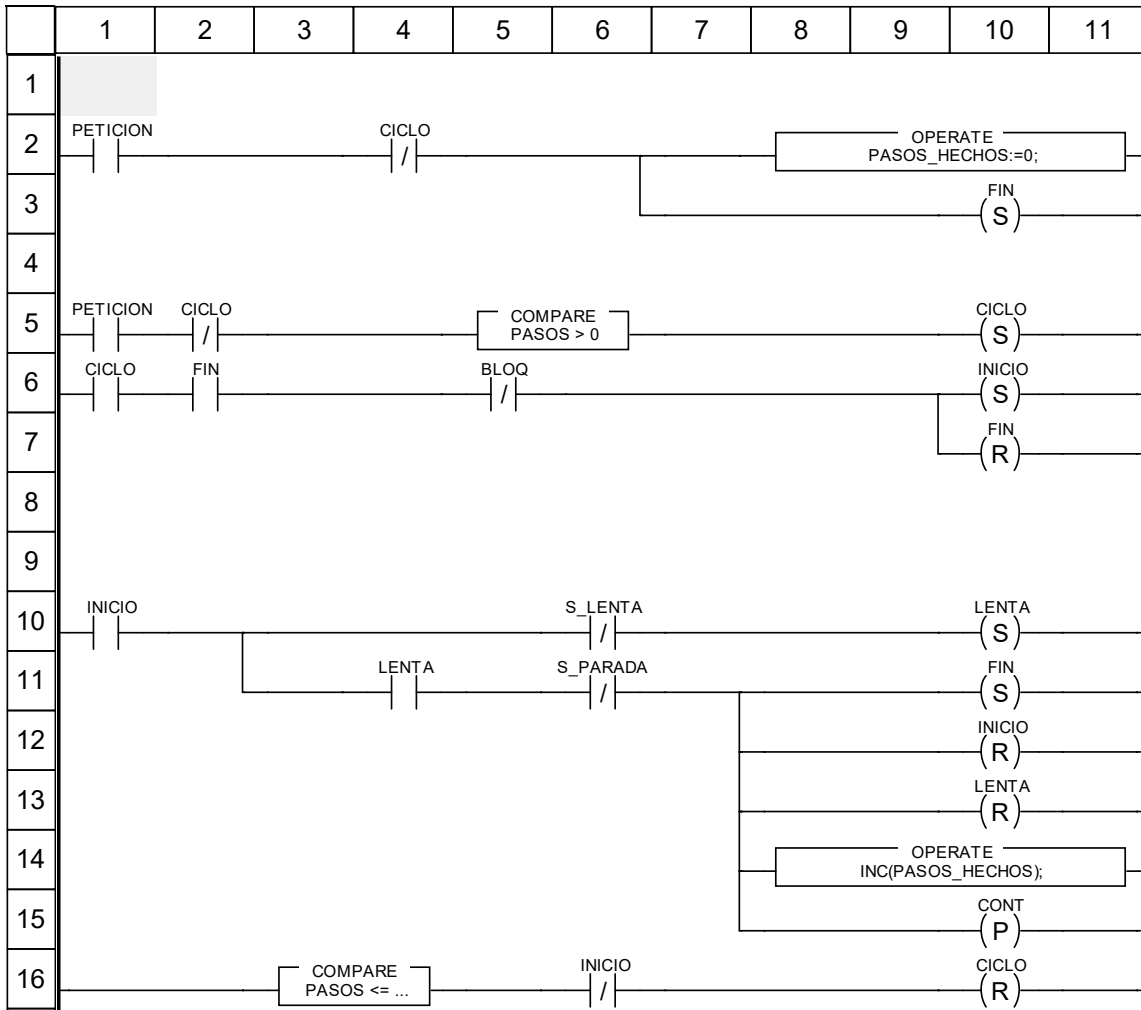 1 2 3 4 5 6 7 8 9 10 11
1
PETICION CICLO OPERATE
2 / PASOS_HECHOS:=0;
FIN
3 S
4
PETICION CICLO COMPARE CICLO
5 / PASOS > 0 S
CICLO FIN BLOQ INICIO
6 / S
FIN
7 R
8
9
INICIO S_LENTA LENTA
10 / S
LENTA S_PARADA FIN
11 / S
INICIO
12 R
LENTA
13 R
OPERATE
14 INC(PASOS_HECHOS);
CONT
15 P
COMPARE INICIO CICLO
16 PASOS <= ... / R